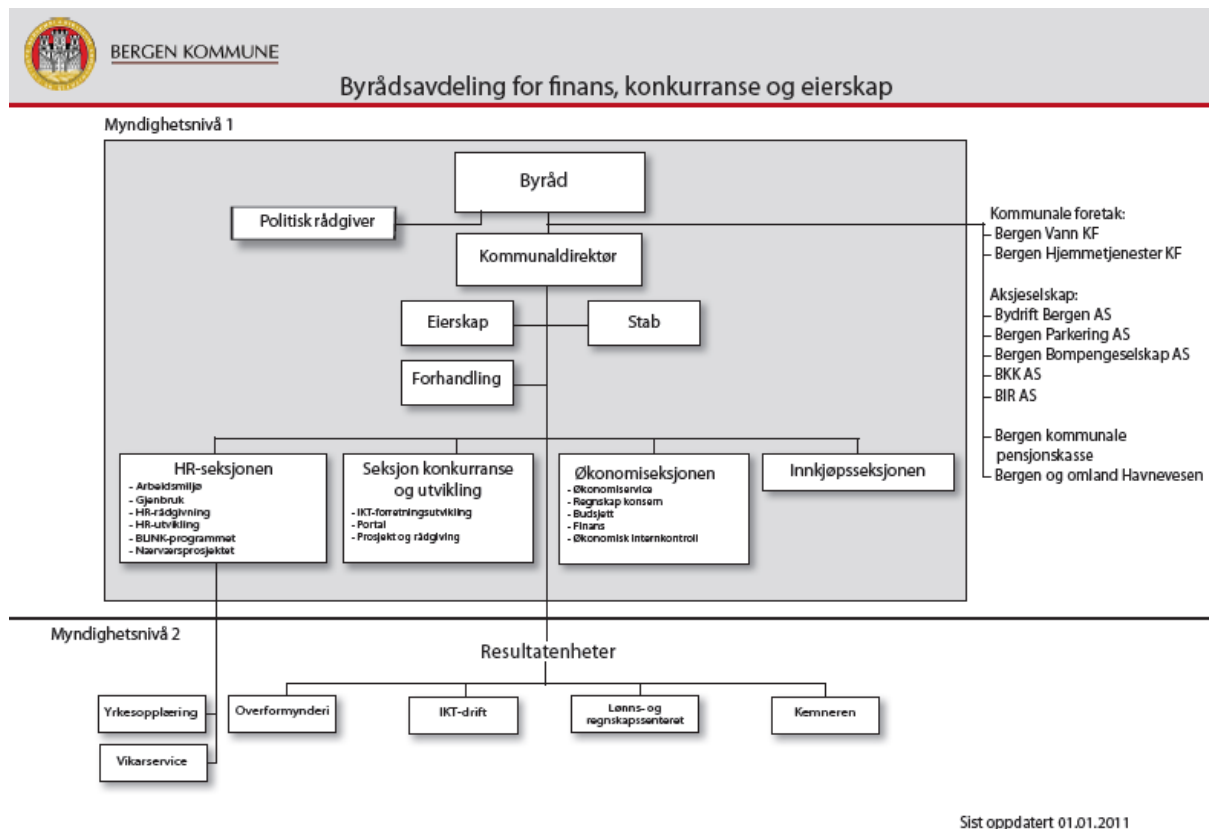 BERGEN KOMMUNE
Byrådsavdeling for finans, konkurranse og eierskap
Myndighetsnivå 1
Byråd
Politisk rådgiver
Kommunaldirektør
Eierskap
Stab
Forhandling
HR-seksjonen
- Arbeidsmiljø
- Gjenbruk
- HR-rådgivning
- HR-utvikling
- BLINK-programmet
- Nærværsprosjektet
Seksjon konkurranse
og utvikling
- IKT-forretningsutvikling
- Portal
- Prosjekt og rådgiving
Økonomiseksjonen
- Økonomiservice
- Regnskap konsern
- Budsjett
- Finans
- Økonomisk internkontroll
Innkjøpsseksjonen
Kommunale foretak:
- Bergen Vann KF
- Bergen Hjemmetjenester KF
Aksjeselskap:
- Bydrift Bergen AS
- Bergen Parkering AS
- Bergen Bompengeselskap AS
- BKK AS
- BIR AS
- Bergen kommunale
pensjonskasse
- Bergen og omland Havnevesen
Myndighetsnivå 2
Resultatenheter
Yrkesopplæring
Vikarservice
Overformynderi
IKT-drift
Lønns- og
regnskapssenteret
Kemneren
Sist oppdatert 01.01.2011